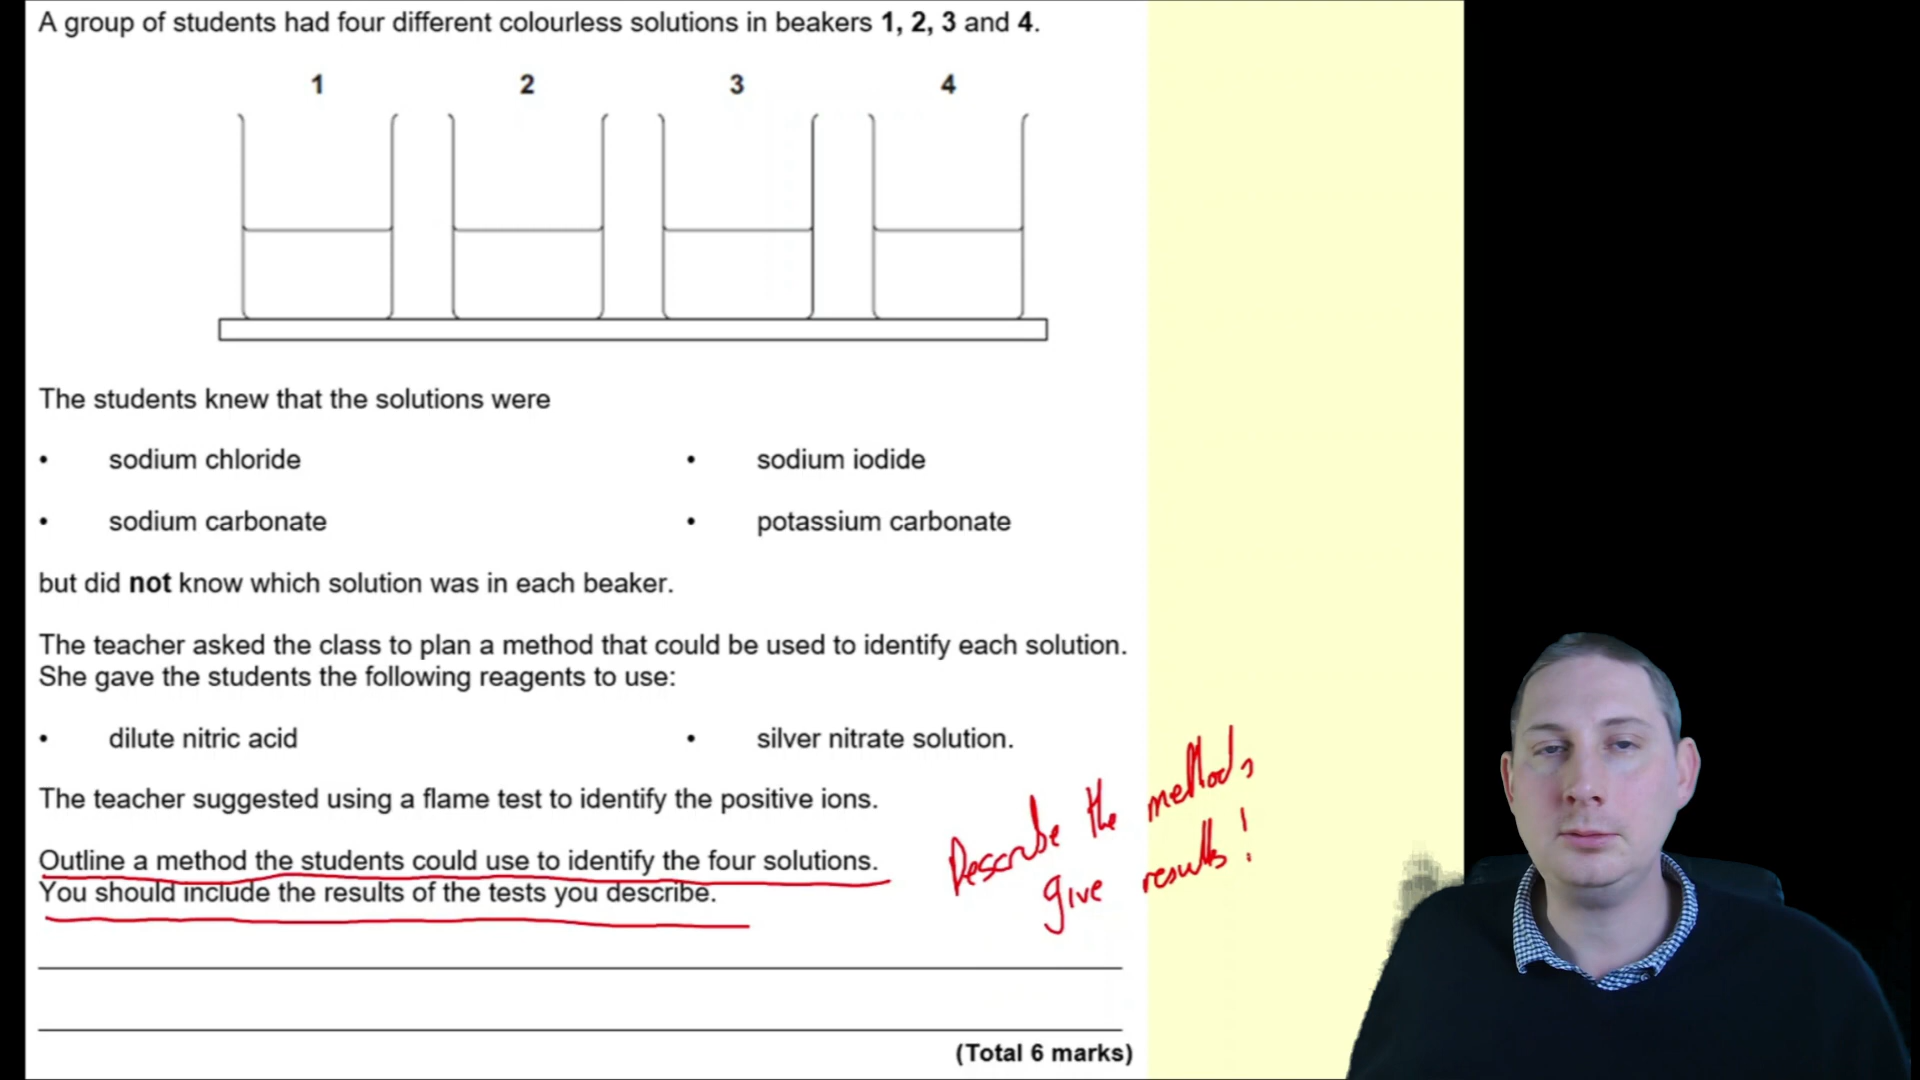 A group of students had four different colourless solutions in beakers 1, 2, 3 and 4.
1 2 3 4
The students knew that the solutions were
• sodium chloride • sodium iodide
• sodium carbonate • potassium carbonate
but did not know which solution was in each beaker.
The teacher asked the class to plan a method that could be used to identify each solution.
She gave the students the following reagents to use:
• dilute nitric acid • silver nitrate solution.
The teacher suggested using a flame test to identify the positive ions.
Outline a method the students could use to identify the four solutions.
You should include the results of the tests you describe.
Describe the method,
give results!
(Total 6 marks)